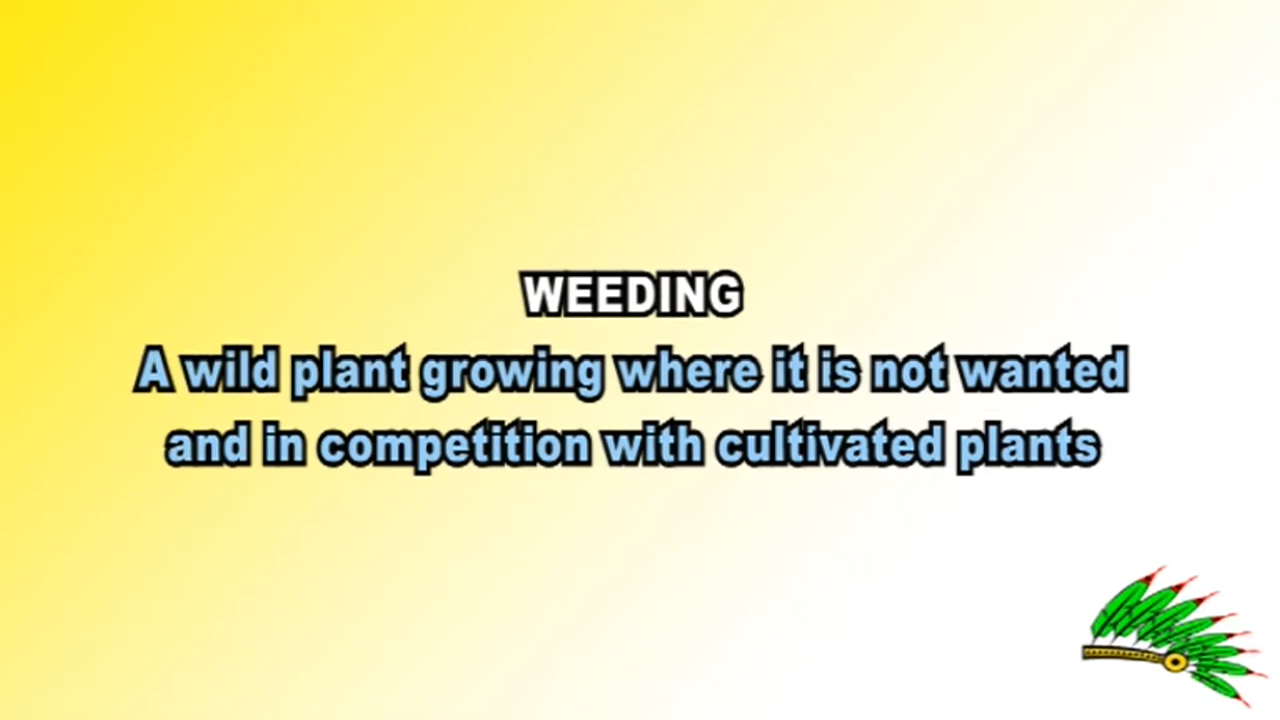 WEEDING
A wild plant growing where it is not wanted
and in competition with cultivated plants